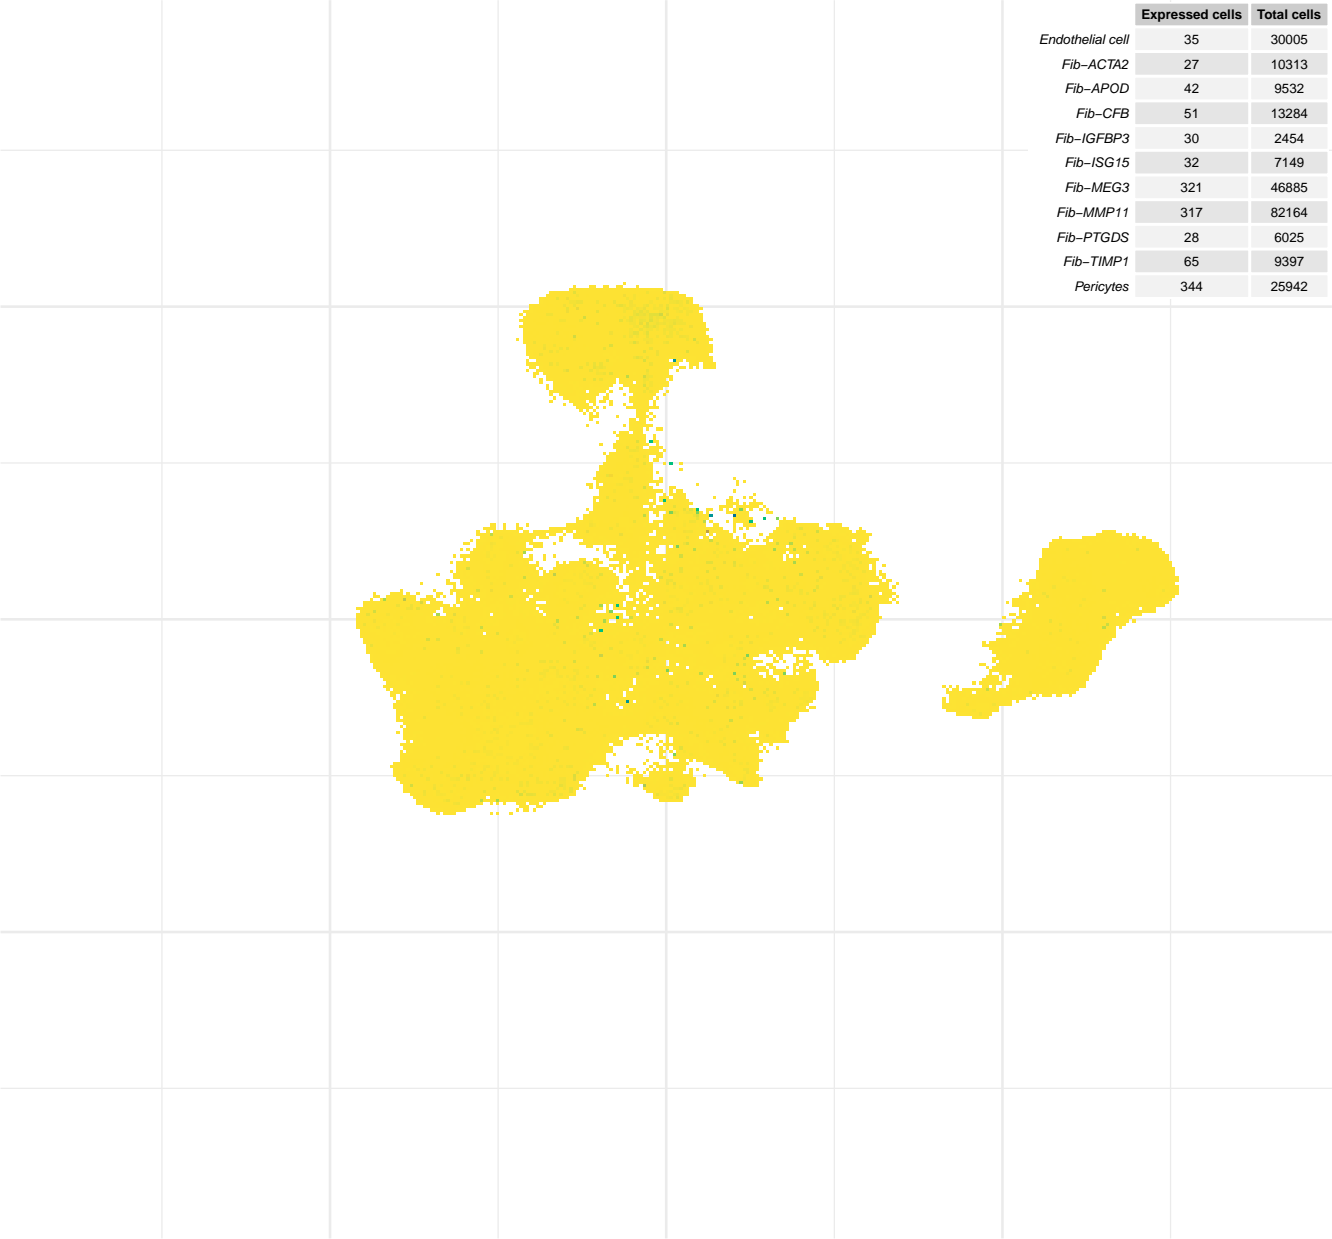 Expressed cells Total cells
Endothelial cell 35 30005
Fib−ACTA2 27 10313
Fib−APOD 42 9532
Fib−CFB 51 13284
Fib−IGFBP3 30 2454
Fib−ISG15 32 7149
Fib−MEG3 321 46885
Fib−MMP11 317 82164
Fib−PTGDS 28 6025
Fib−TIMP1 65 9397
Pericytes 344 25942